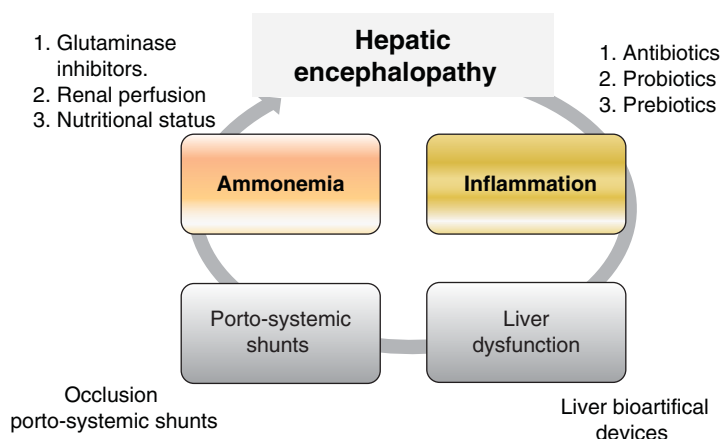 Hepatic
encephalopathy
1. Glutaminase
inhibitors.
2. Renal perfusion
3. Nutritional status
1. Antibiotics
2. Probiotics
3. Prebiotics
Ammonemia
Inflammation
Porto-systemic
shunts
Liver
dysfunction
Occlusion
porto-systemic shunts
Liver bioartifical
devices